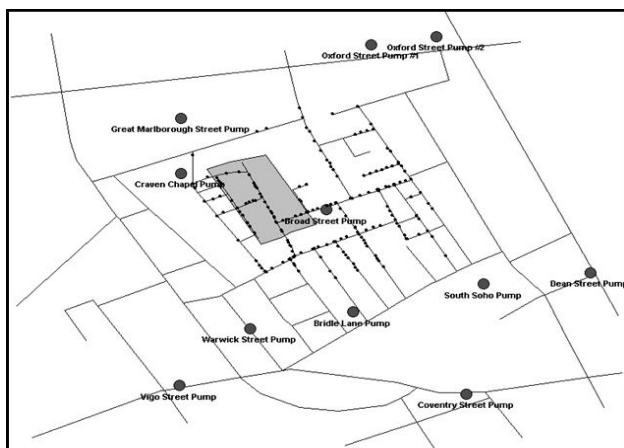 Oxford Street Pump #2
Oxford Street Pump #1
Great Marlborough Street Pump
Craven Chapel Pump
Broad Street Pump
Dean Street Pump
South Soho Pump
Bridle Lane Pump
Warwick Street Pump
Vigo Street Pump
Coventry Street Pump